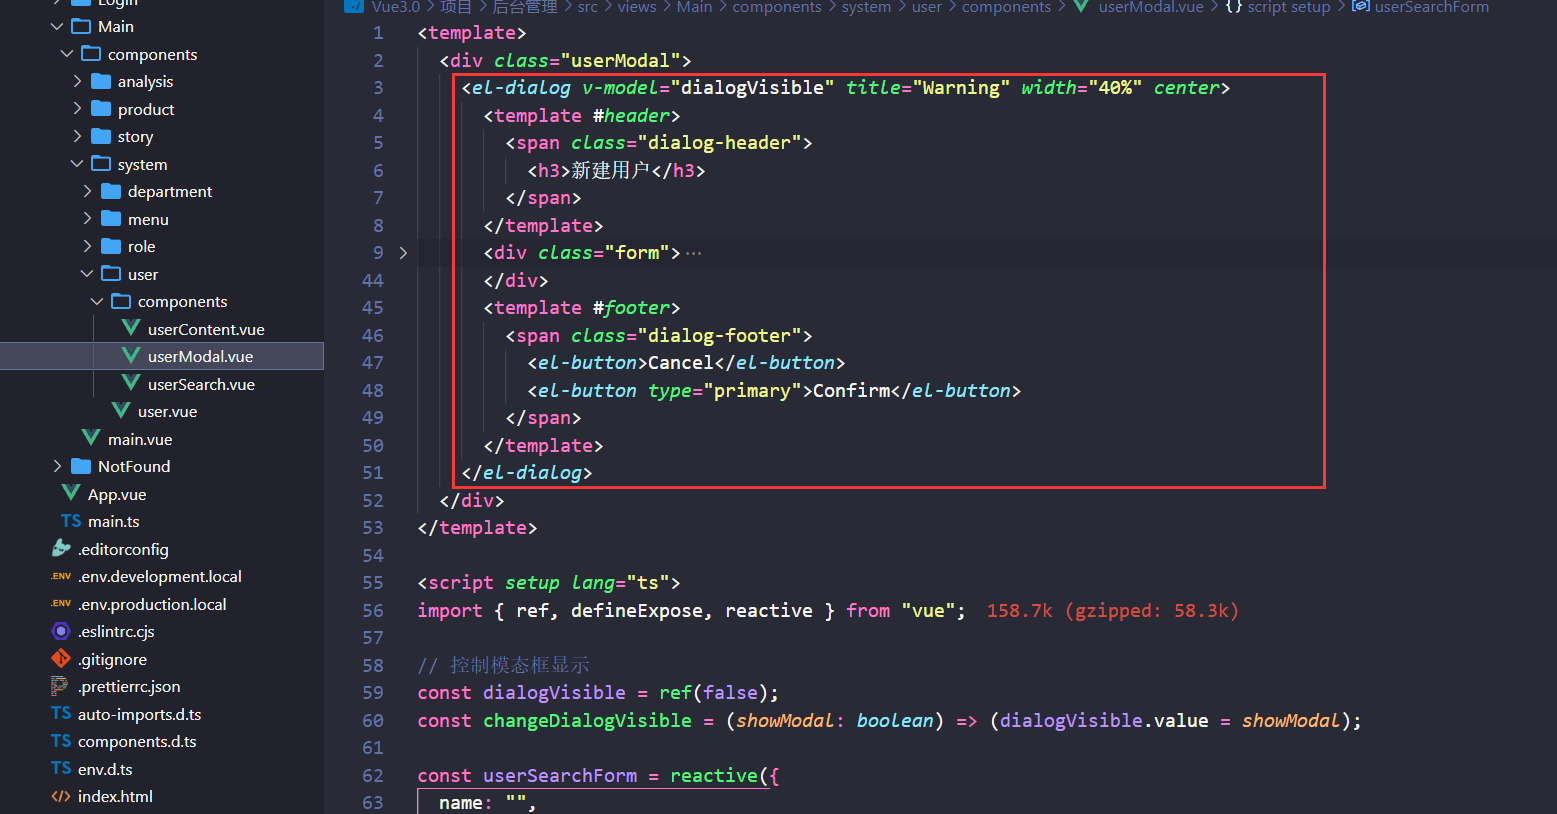 Login
Main
components
analysis
product
story
system
department
menu
role
user
components
userContent.vue
userModal.vue
userSearch.vue
user.vue
main.vue
NotFound
App.vue
TS main.ts
.editorconfig
.ENV .env.development.local
.ENV .env.production.local
.eslintrc.cjs
.gitignore
.prettierrc.json
TS auto-imports.d.ts
TS components.d.ts
TS env.d.ts
</> index.html
Vue3.0 > 项目 > 后台管理 > src > views > Main > components > system > user > components > userModal.vue > {} script setup > userSearchForm
1 <template>
2 <div class="userModal">
3 <el-dialog v-model="dialogVisible" title="Warning" width="40%" center>
4 <template #header>
5 <span class="dialog-header">
6 <h3>新建用户</h3>
7 </span>
8 </template>
9 <div class="form"> ···
44 </div>
45 <template #footer>
46 <span class="dialog-footer">
47 <el-button>Cancel</el-button>
48 <el-button type="primary">Confirm</el-button>
49 </span>
50 </template>
51 </el-dialog>
52 </div>
53 </template>
54
55 <script setup lang="ts">
56 import { ref, defineExpose, reactive } from "vue"; 158.7k (gzipped: 58.3k)
57
58 // 控制模态框显示
59 const dialogVisible = ref(false);
60 const changeDialogVisible = (showModal: boolean) => (dialogVisible.value = showModal);
61
62 const userSearchForm = reactive({
63 name: "",